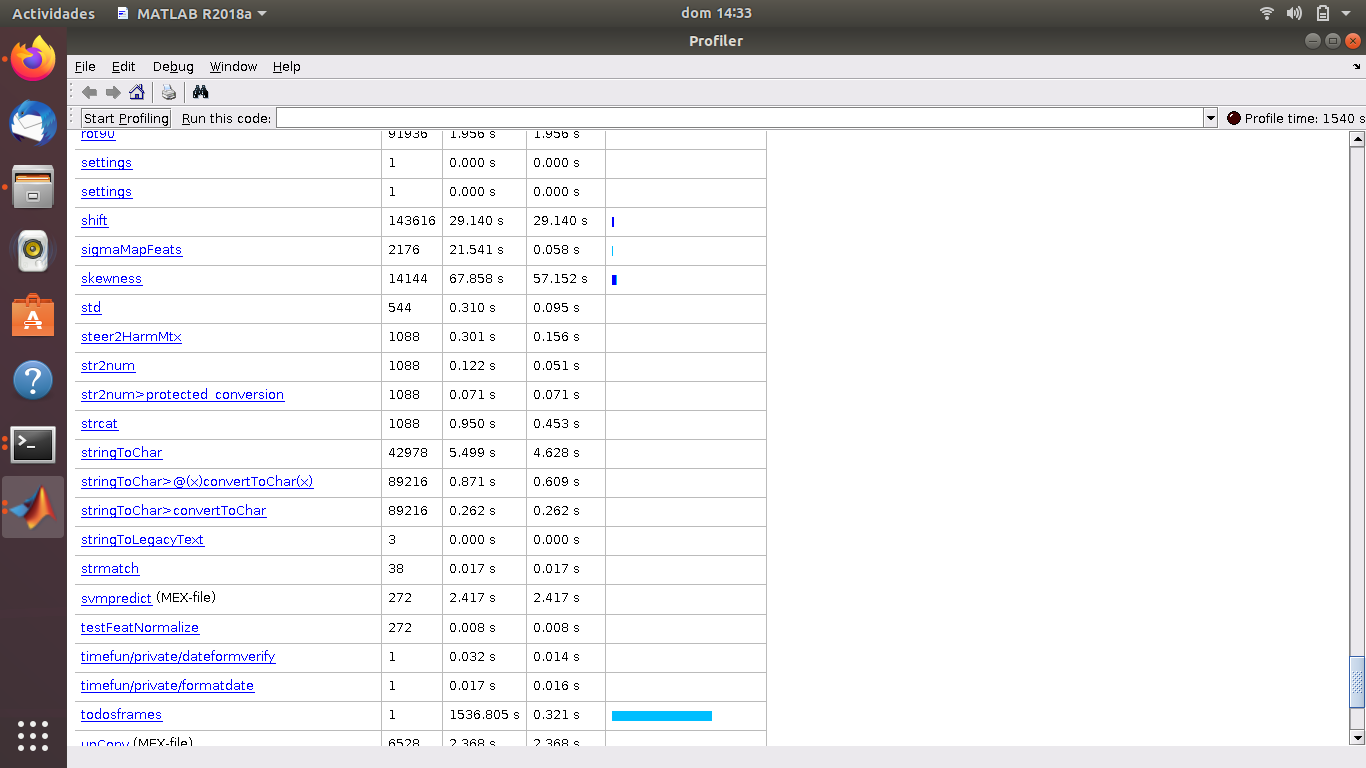 Actividades MATLAB R2018a dom 14:33
Profiler
File Edit Debug Window Help
Start Profiling Run this code: Profile time: 1540 s
rot90 91936 1.956 s 1.956 s
settings 1 0.000 s 0.000 s
settings 1 0.000 s 0.000 s
shift 143616 29.140 s 29.140 s
sigmaMapFeats 2176 21.541 s 0.058 s
skewness 14144 67.858 s 57.152 s
std 544 0.310 s 0.095 s
steer2HarmMtx 1088 0.301 s 0.156 s
str2num 1088 0.122 s 0.051 s
str2num>protected_conversion 1088 0.071 s 0.071 s
strcat 1088 0.950 s 0.453 s
stringToChar 42978 5.499 s 4.628 s
stringToChar>@(x)convertToChar(x) 89216 0.871 s 0.609 s
stringToChar>convertToChar 89216 0.262 s 0.262 s
stringToLegacyText 3 0.000 s 0.000 s
strmatch 38 0.017 s 0.017 s
svmpredict (MEX-file) 272 2.417 s 2.417 s
testFeatNormalize 272 0.008 s 0.008 s
timefun/private/dateformverify 1 0.032 s 0.014 s
timefun/private/formatdate 1 0.017 s 0.016 s
todosframes 1 1536.805 s 0.321 s
upConv (MEX-file) 6528 2.368 s 2.368 s